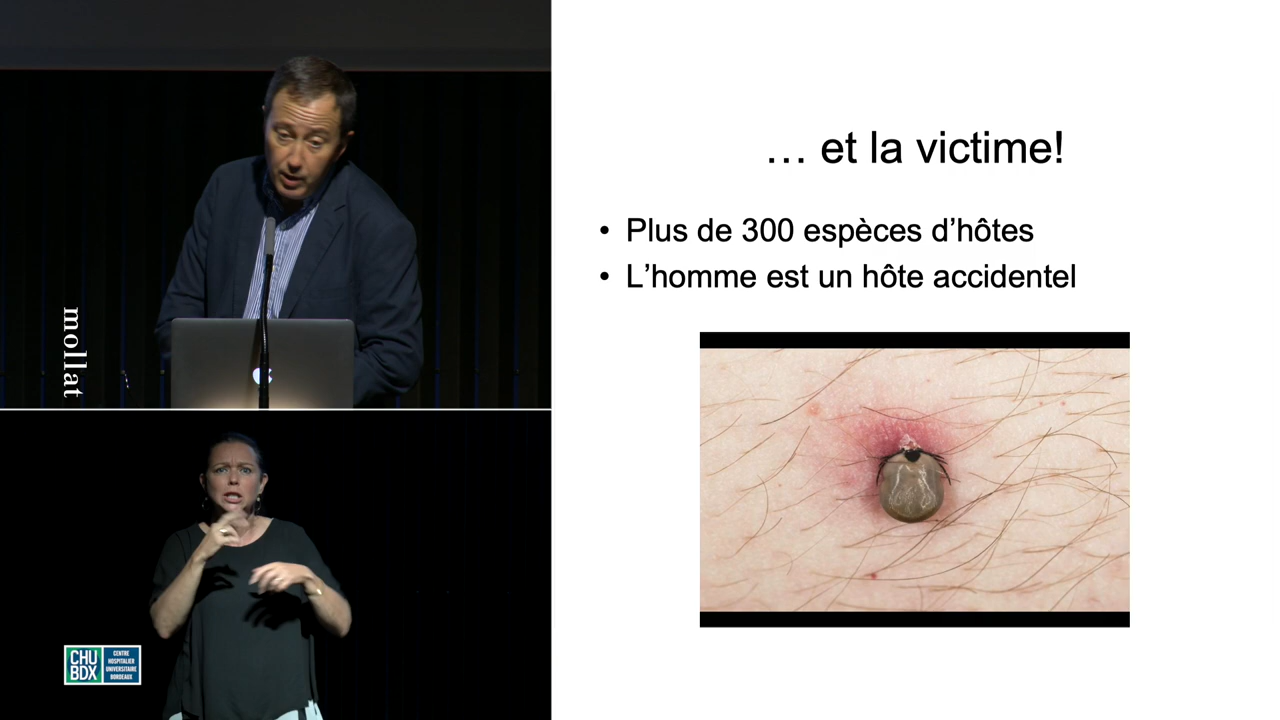 … et la victime!
• Plus de 300 espèces d’hôtes
• L’homme est un hôte accidentel
mollat
CHU
BDX
CENTRE
HOSPITALIER
UNIVERSITAIRE
BORDEAUX